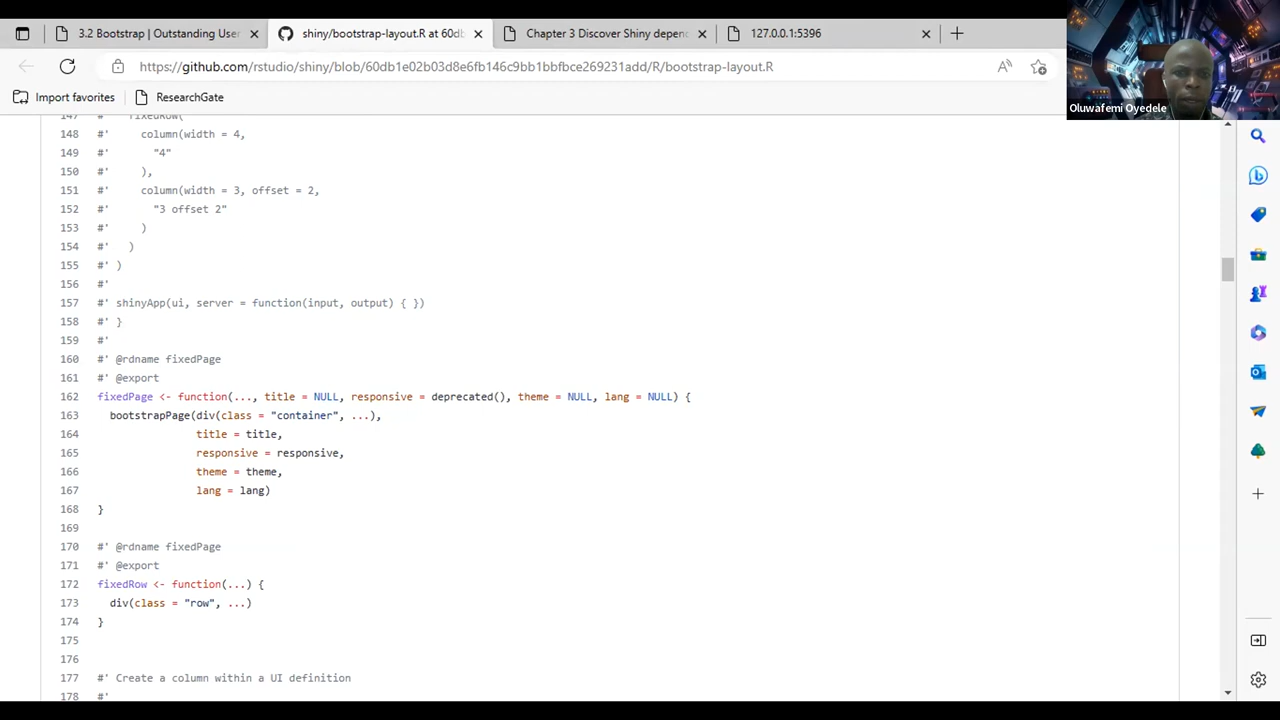 3.2 Bootstrap | Outstanding User
shiny/bootstrap-layout.R at 60db
Chapter 3 Discover Shiny depend
127.0.0.1:5396
https://github.com/rstudio/shiny/blob/60db1e02b03d8e6fb146c9bb1bbfbce269231add/R/bootstrap-layout.R
Import favorites
ResearchGate
Oluwafemi Oyedele
147 #' fixedRow(
148 #' column(width = 4,
149 #' "4"
150 #' ),
151 #' column(width = 3, offset = 2,
152 #' "3 offset 2"
153 #' )
154 #' )
155 #' )
156 #'
157 #' shinyApp(ui, server = function(input, output) { })
158 #' }
159 #'
160 #' @rdname fixedPage
161 #' @export
162 fixedPage <- function(..., title = NULL, responsive = deprecated(), theme = NULL, lang = NULL) {
163 bootstrapPage(div(class = "container", ...),
164 title = title,
165 responsive = responsive,
166 theme = theme,
167 lang = lang)
168 }
169
170 #' @rdname fixedPage
171 #' @export
172 fixedRow <- function(...) {
173 div(class = "row", ...)
174 }
175
176
177 #' Create a column within a UI definition
178 #'